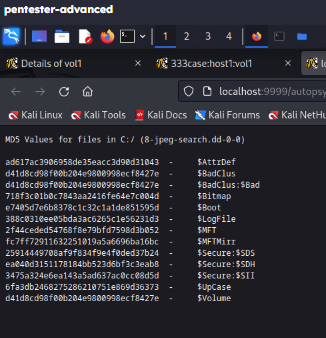 pentester-advanced
1 2 3 4
Details of vol1 333case:host1:vol1
localhost:9999/autopsy
Kali Linux Kali Tools Kali Docs Kali Forums Kali NetHu
MD5 Values for files in C:/ (8-jpeg-search.dd-0-0)
ad617ac3906958de35eacc3d90d31043 - $AttrDef
d41d8cd98f00b204e9800998ecf8427e - $BadClus
d41d8cd98f00b204e9800998ecf8427e - $BadClus:$Bad
718f3c01b0c7843aa2416fe64e7c004d - $Bitmap
e7405d7e6b8378c1c32c1a1de851595d - $Boot
388c0310ee05bda3ac6265c1e56231d3 - $LogFile
2f44ceded54768f8e79bfd7598d3b052 - $MFT
fc7ff72911632251019a5a6696ba16bc - $MFTMirr
25914449708af9f834f9e4f0ded37b24 - $Secure:$SDS
ea040d3151178184bb523d6bf3c3eab8 - $Secure:$SDH
3475a324e6ea143a5ad637ac0cc08d5d - $Secure:$SII
6fa3db2468275286210751e869d36373 - $UpCase
d41d8cd98f00b204e9800998ecf8427e - $Volume